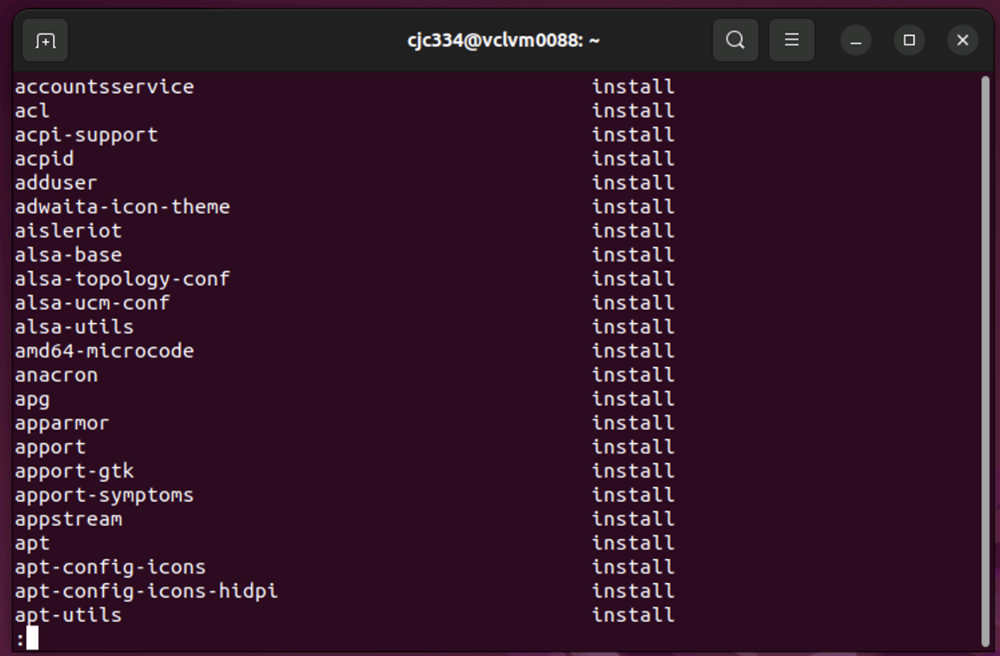 cjc334@vclvm0088: ~
accountsservice install
acl install
acpi-support install
acpid install
adduser install
adwaita-icon-theme install
aisleriot install
alsa-base install
alsa-topology-conf install
alsa-ucm-conf install
alsa-utils install
amd64-microcode install
anacron install
apg install
apparmor install
apport install
apport-gtk install
apport-symptoms install
appstream install
apt install
apt-config-icons install
apt-config-icons-hidpi install
apt-utils install
: